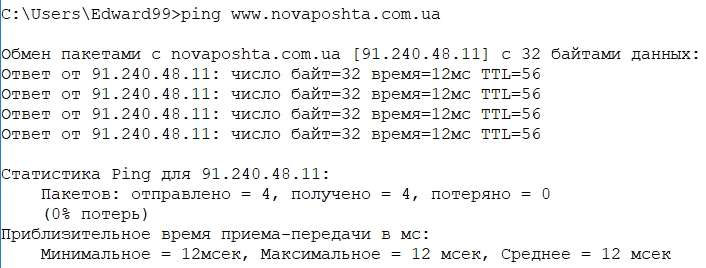 C:\Users\Edward99>ping www.novaposhta.com.ua
Обмен пакетами с novaposhta.com.ua [91.240.48.11] с 32 байтами данных:
Ответ от 91.240.48.11: число байт=32 время=12мс TTL=56
Ответ от 91.240.48.11: число байт=32 время=12мс TTL=56
Ответ от 91.240.48.11: число байт=32 время=12мс TTL=56
Ответ от 91.240.48.11: число байт=32 время=12мс TTL=56
Статистика Ping для 91.240.48.11:
Пакетов: отправлено = 4, получено = 4, потеряно = 0
(0% потерь)
Приблизительное время приема-передачи в мс:
Минимальное = 12мсек, Максимальное = 12 мсек, Среднее = 12 мсек